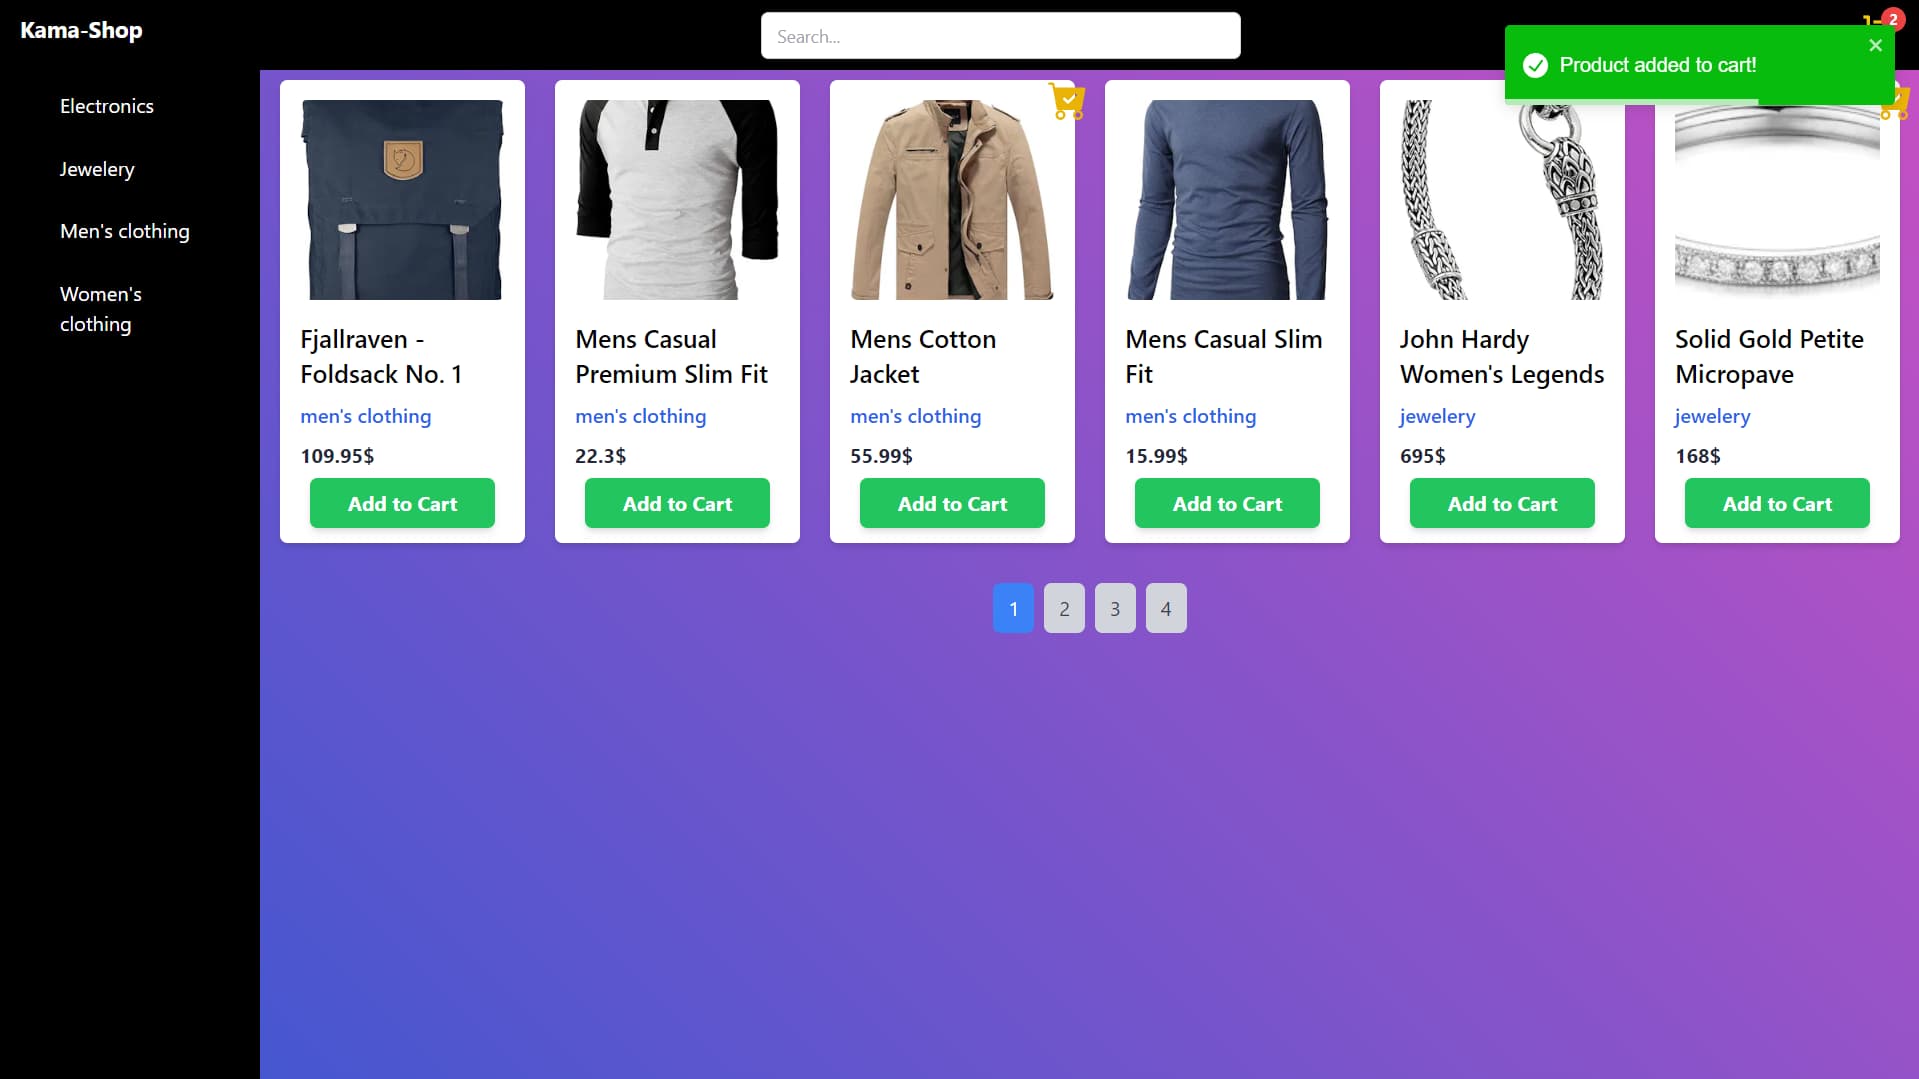 Kama-Shop
Search...
2
Product added to cart!
Electronics
Jewelery
Men's clothing
Women's
clothing
Fjallraven -
Foldsack No. 1
men's clothing
109.95$
Add to Cart
Mens Casual
Premium Slim Fit
men's clothing
22.3$
Add to Cart
Mens Cotton
Jacket
men's clothing
55.99$
Add to Cart
Mens Casual Slim
Fit
men's clothing
15.99$
Add to Cart
John Hardy
Women's Legends
jewelery
695$
Add to Cart
Solid Gold Petite
Micropave
jewelery
168$
Add to Cart
1
2
3
4